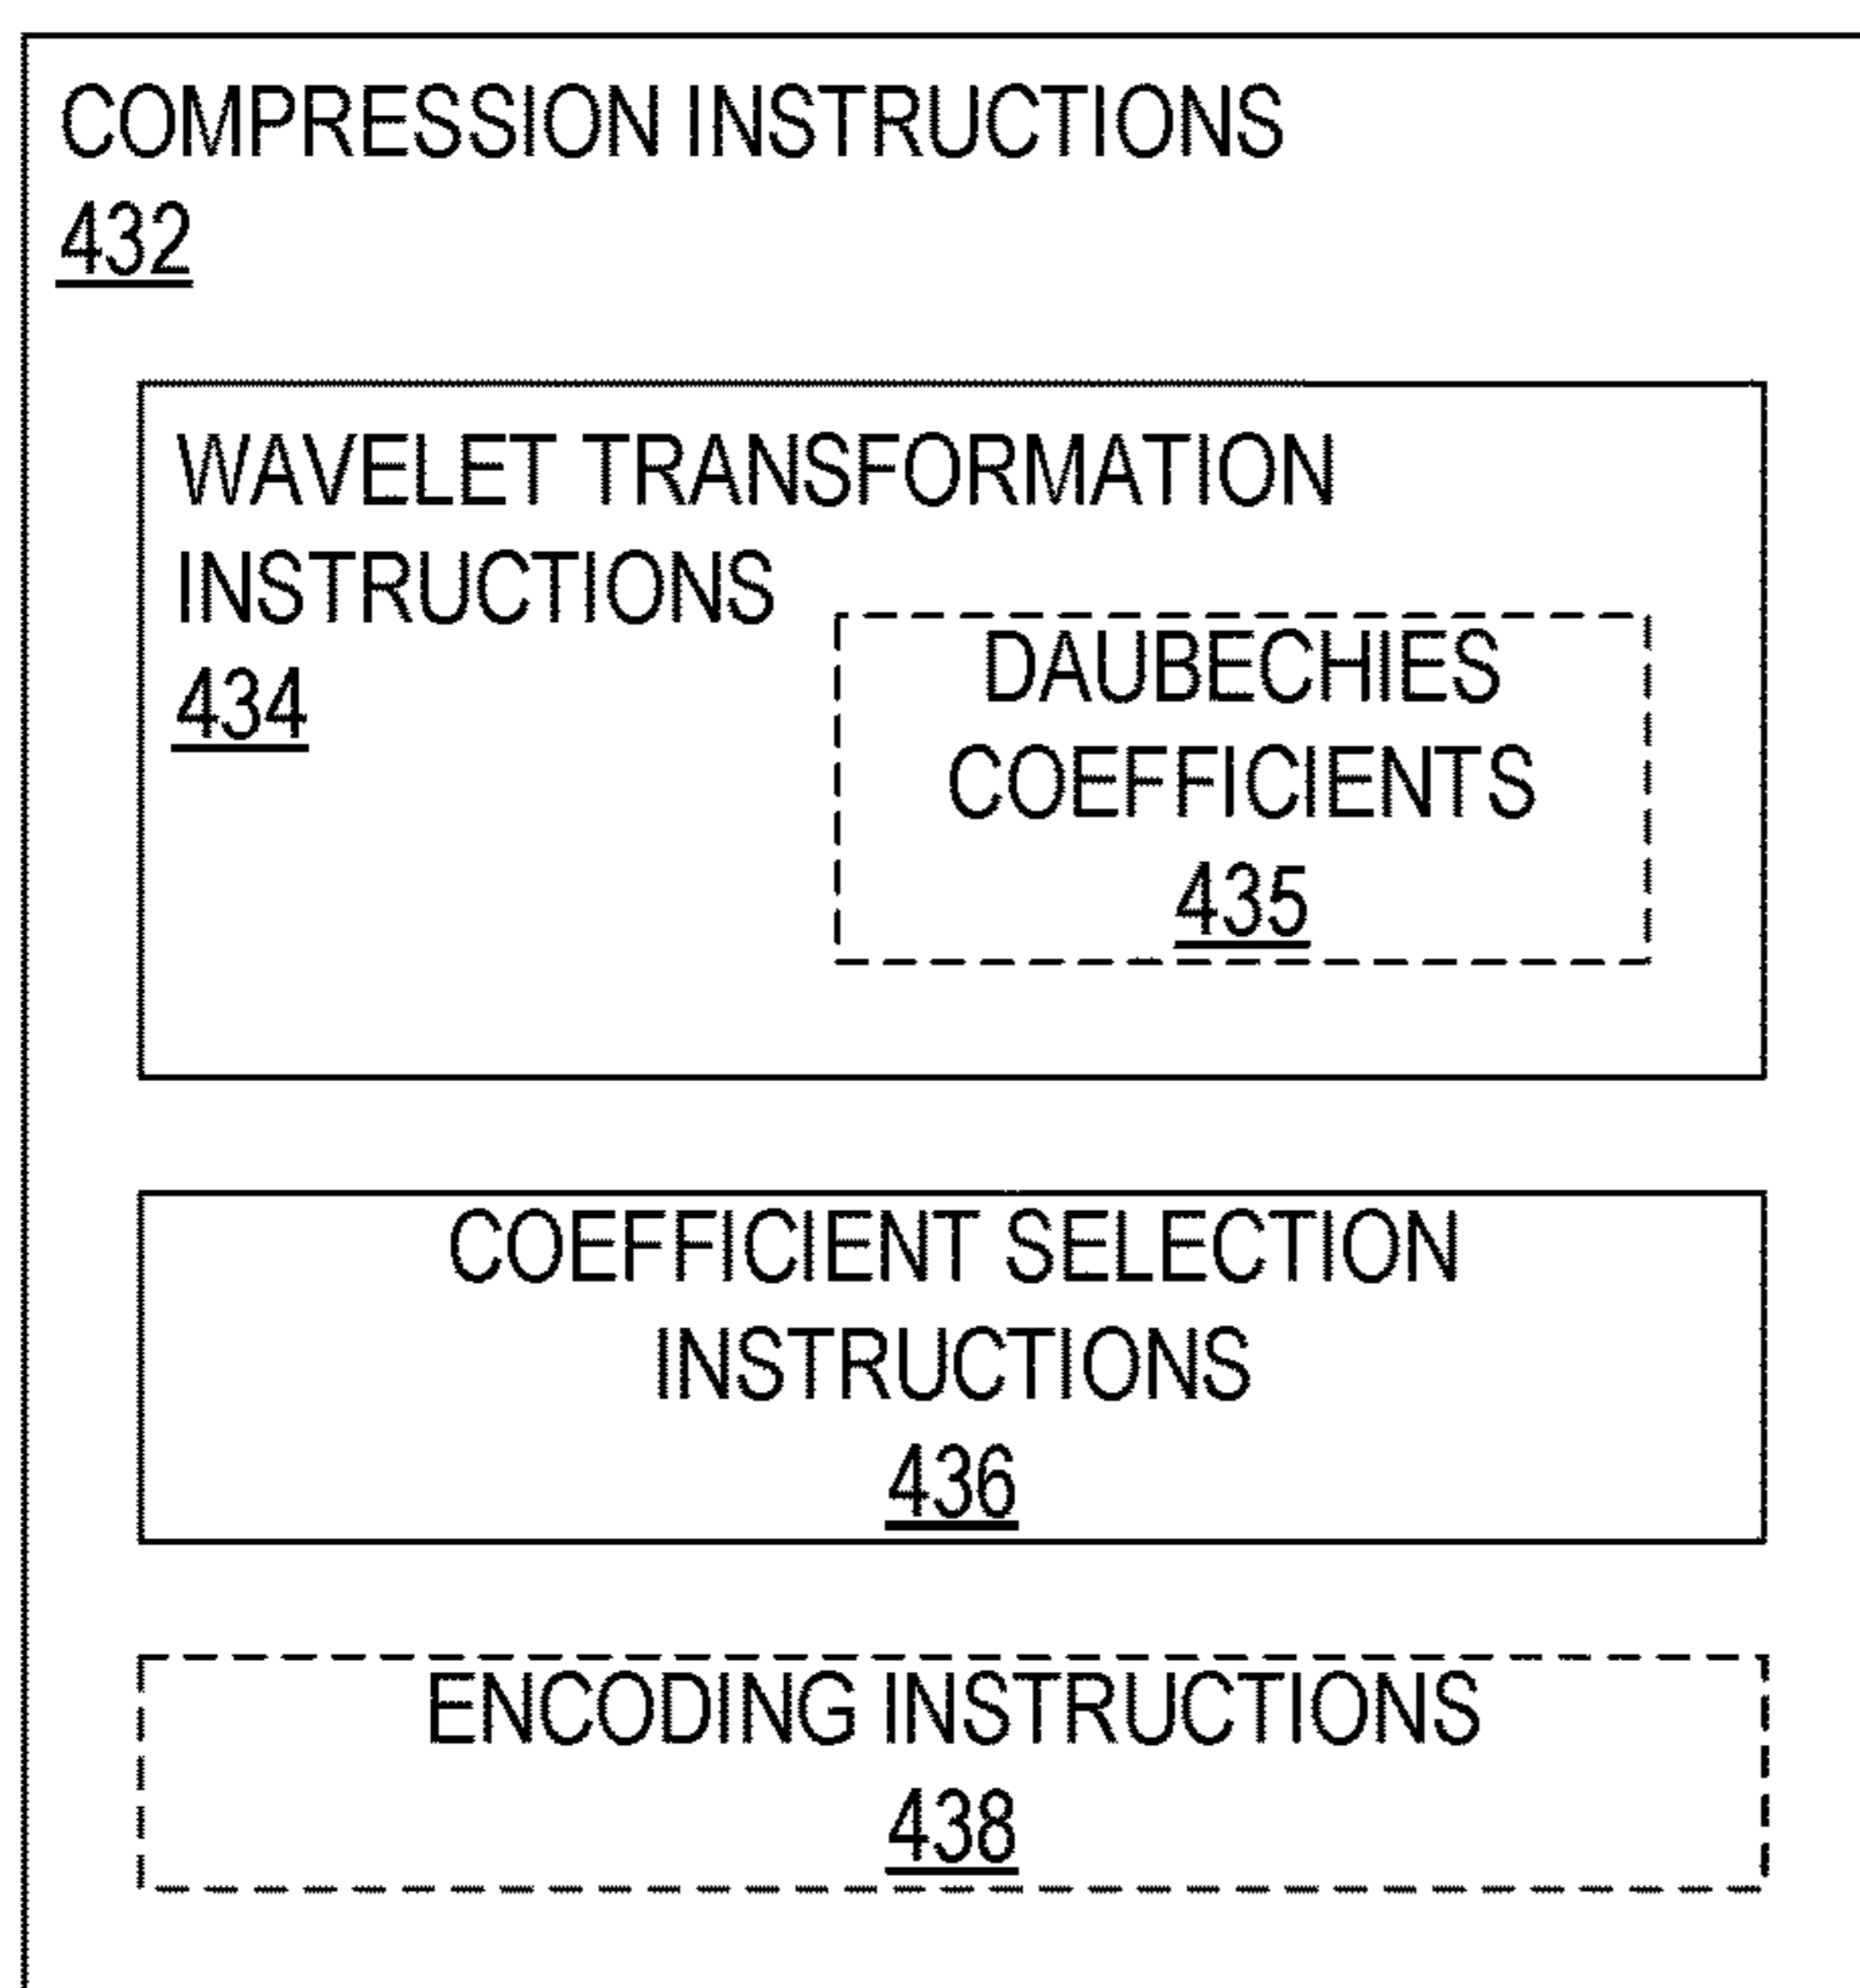 COMPRESSION INSTRUCTIONS
432
WAVELET TRANSFORMATION
INSTRUCTIONS
434
DAUBECHIES
COEFFICIENTS
435
COEFFICIENT SELECTION
INSTRUCTIONS
436
ENCODING INSTRUCTIONS
438